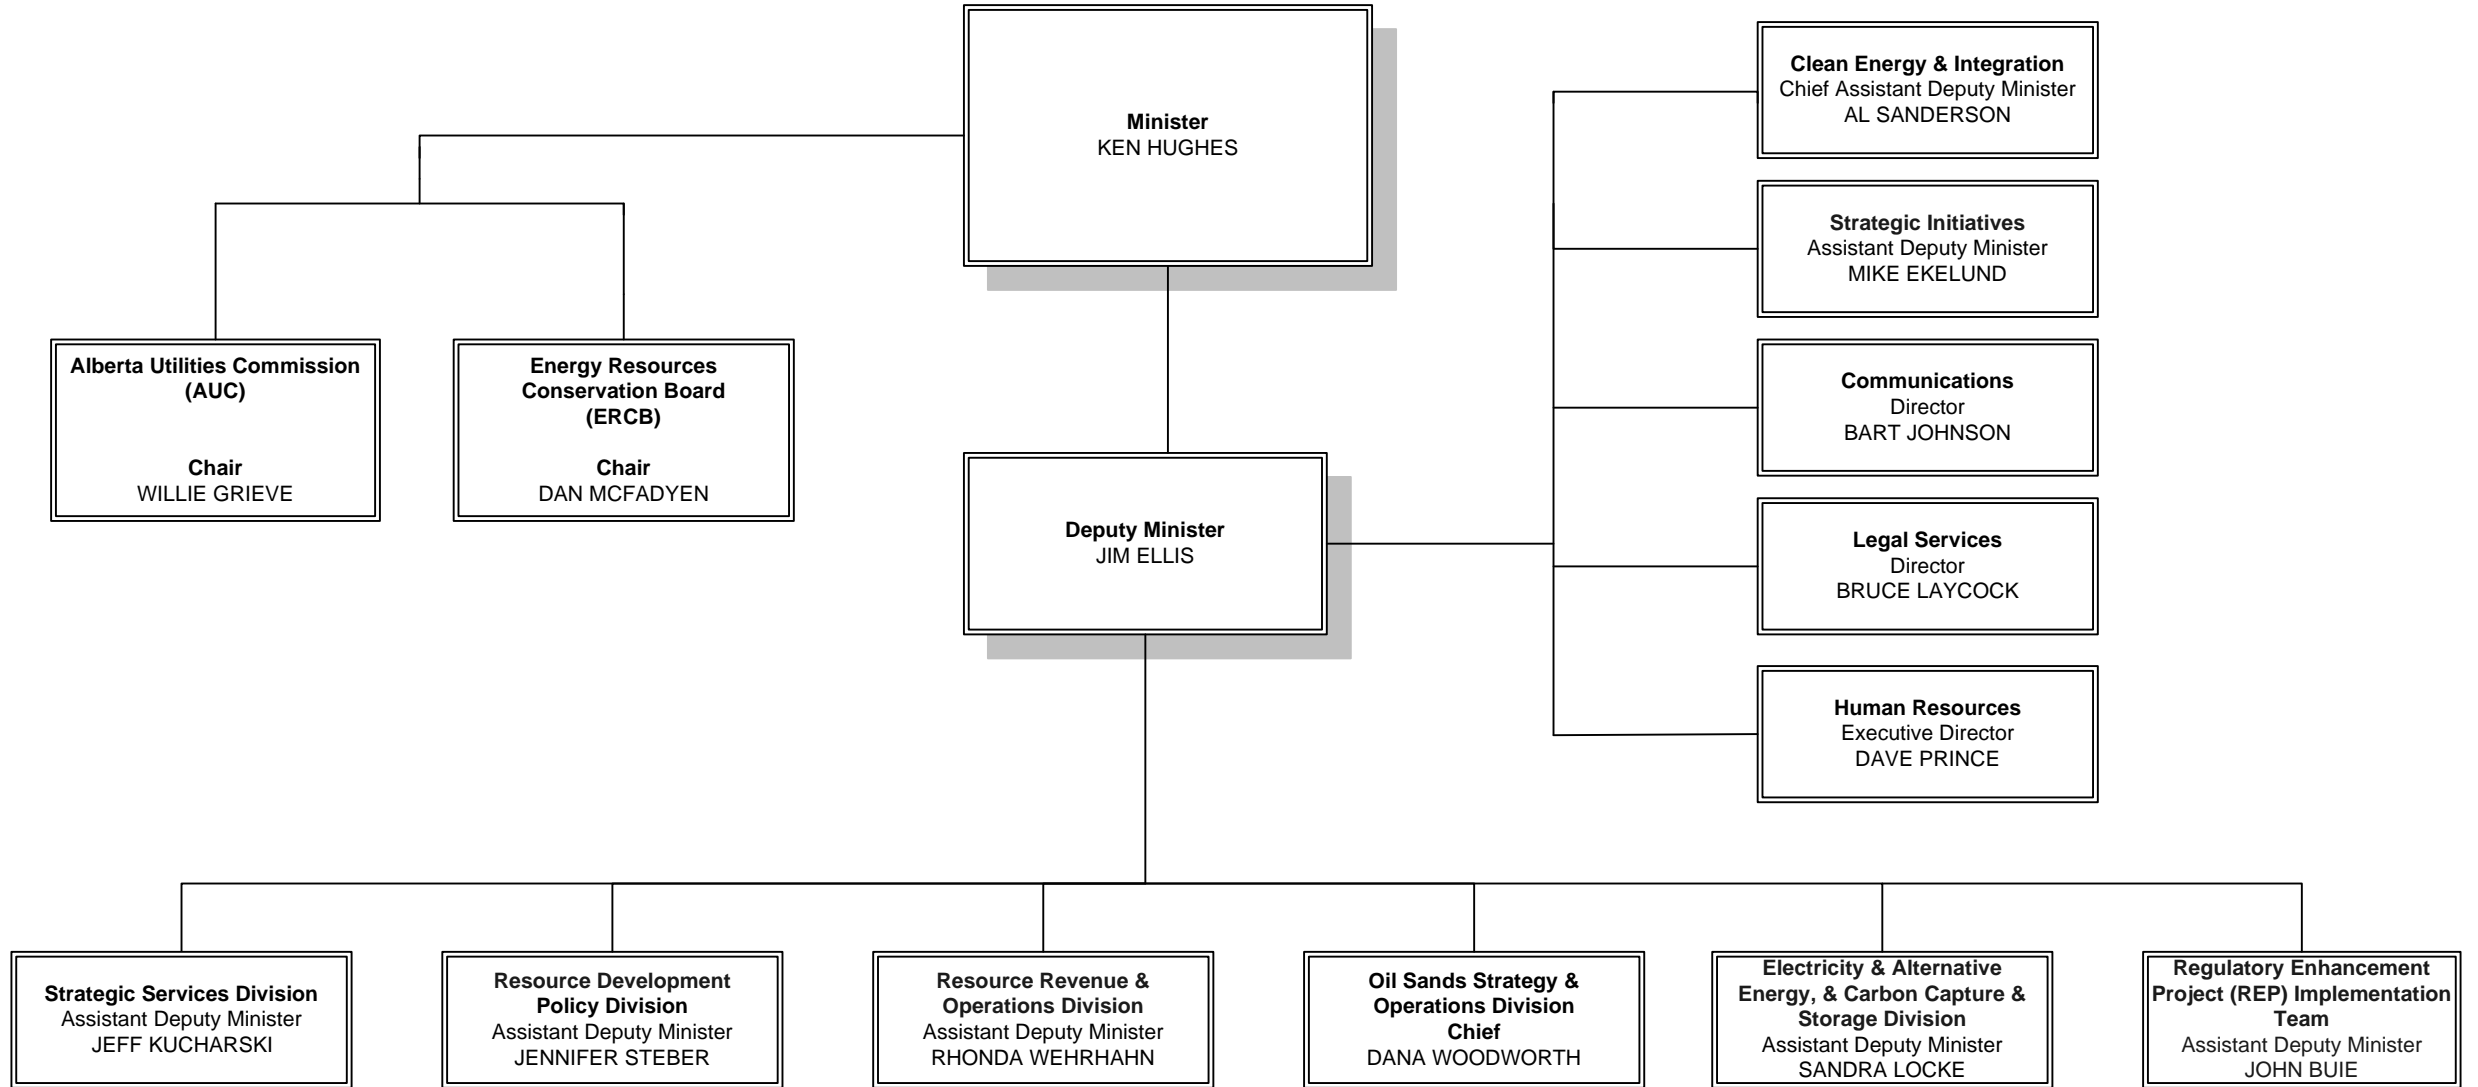 Minister
KEN HUGHES
Clean Energy & Integration
Chief Assistant Deputy Minister
AL SANDERSON
Strategic Initiatives
Assistant Deputy Minister
MIKE EKELUND
Communications
Director
BART JOHNSON
Legal Services
Director
BRUCE LAYCOCK
Human Resources
Executive Director
DAVE PRINCE
Alberta Utilities Commission
(AUC)
Chair
WILLIE GRIEVE
Energy Resources
Conservation Board
(ERCB)
Chair
DAN MCFADYEN
Deputy Minister
JIM ELLIS
Strategic Services Division
Assistant Deputy Minister
JEFF KUCHARSKI
Resource Development
Policy Division
Assistant Deputy Minister
JENNIFER STEBER
Resource Revenue &
Operations Division
Assistant Deputy Minister
RHONDA WEHRHAHN
Oil Sands Strategy &
Operations Division
Chief
DANA WOODWORTH
Electricity & Alternative
Energy, & Carbon Capture &
Storage Division
Assistant Deputy Minister
SANDRA LOCKE
Regulatory Enhancement
Project (REP) Implementation
Team
Assistant Deputy Minister
JOHN BUIE